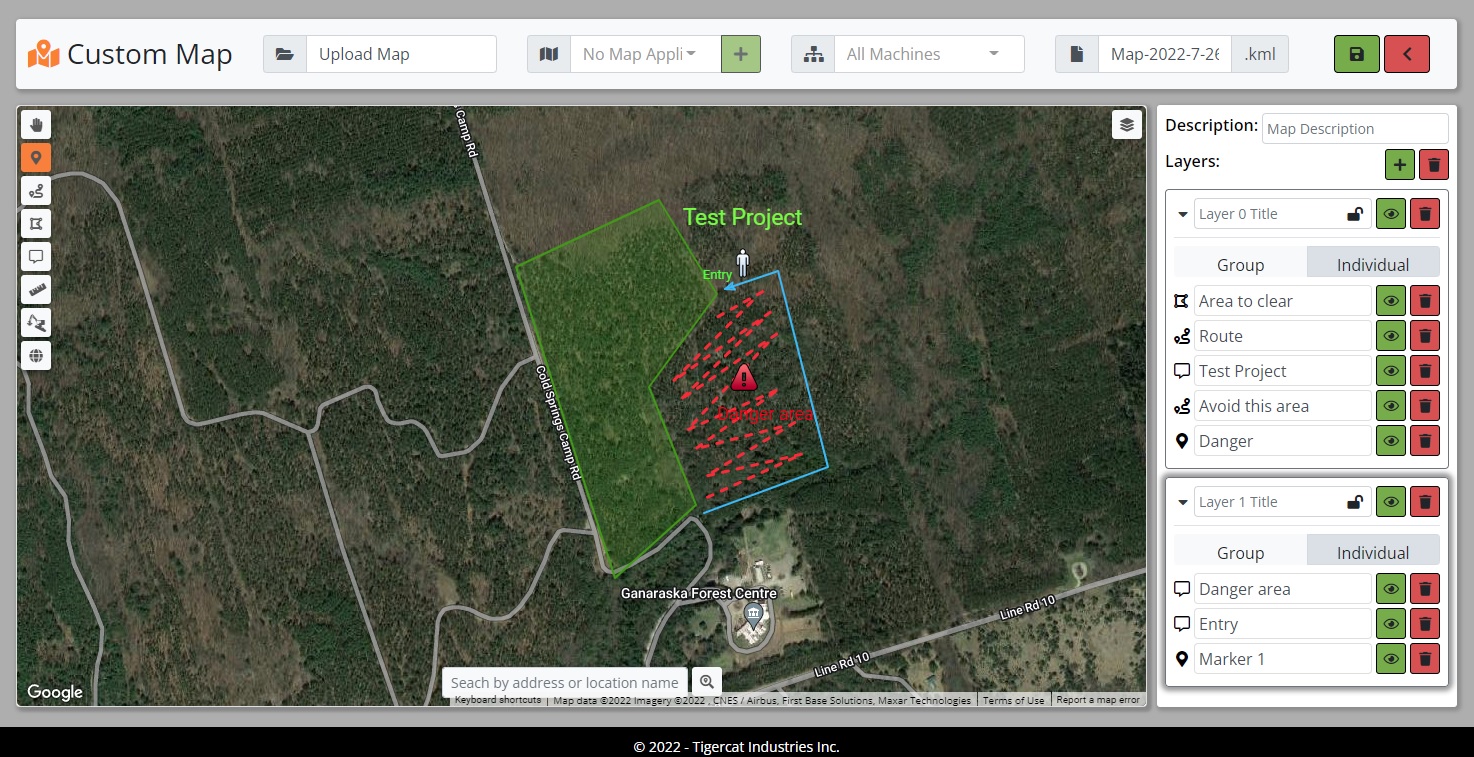 Custom Map
Upload Map
No Map Appli
All Machines
Map-2022-7-26
.kml
Camp Rd
Test Project
Entry
Danger area
Cold Springs Camp Rd
Ganaraska Forest Centre
Line Rd 10
Line Rd 10
Seach by address or location name
Google
Keyboard shortcuts
Map data ©2022 Imagery ©2022 , CNES / Airbus, First Base Solutions, Maxar Technologies
Terms of Use
Report a map error
Description:
Map Description
Layers:
Layer 0 Title
Group
Individual
Area to clear
Route
Test Project
Avoid this area
Danger
Layer 1 Title
Group
Individual
Danger area
Entry
Marker 1
© 2022 - Tigercat Industries Inc.